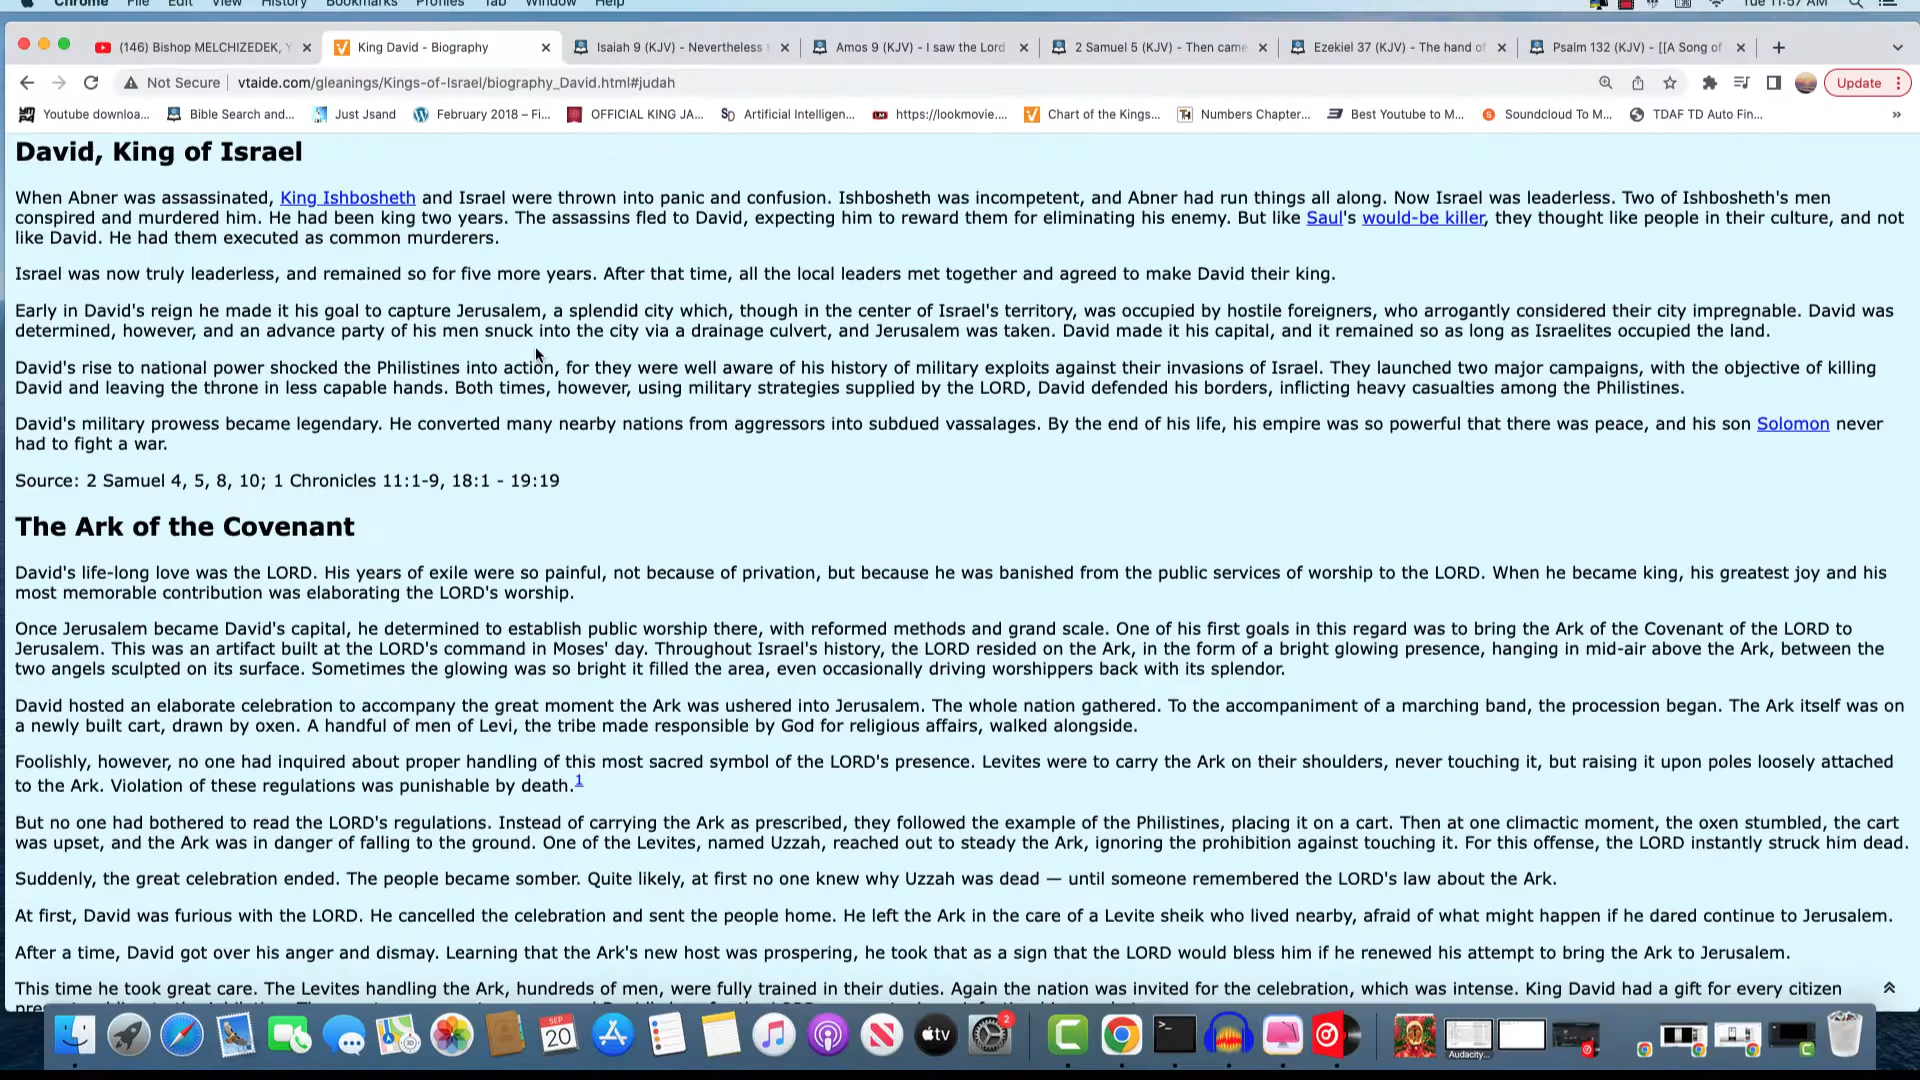 Chrome File Edit View History Bookmarks Profiles Tab Window Help Tue 11:57 AM
(146) Bishop MELCHIZEDEK, Y King David - Biography Isaiah 9 (KJV) - Nevertheless Amos 9 (KJV) - I saw the Lord 2 Samuel 5 (KJV) - Then came Ezekiel 37 (KJV) - The hand of Psalm 132 (KJV) - [[A Song of
Not Secure vtaide.com/gleanings/Kings-of-Israel/biography_David.html#judah Update
Youtube downloa... Bible Search and... Just Jsand February 2018 – Fi... OFFICIAL KING JA... Artificial Intelligen... https://lookmovie.... Chart of the Kings... Numbers Chapter... Best Youtube to M... Soundcloud To M... TDAF TD Auto Fin... »
David, King of Israel
When Abner was assassinated, King Ishbosheth and Israel were thrown into panic and confusion. Ishbosheth was incompetent, and Abner had run things all along. Now Israel was leaderless. Two of Ishbosheth's men
conspired and murdered him. He had been king two years. The assassins fled to David, expecting him to reward them for eliminating his enemy. But like Saul's would-be killer, they thought like people in their culture, and not
like David. He had them executed as common murderers.
Israel was now truly leaderless, and remained so for five more years. After that time, all the local leaders met together and agreed to make David their king.
Early in David's reign he made it his goal to capture Jerusalem, a splendid city which, though in the center of Israel's territory, was occupied by hostile foreigners, who arrogantly considered their city impregnable. David was
determined, however, and an advance party of his men snuck into the city via a drainage culvert, and Jerusalem was taken. David made it his capital, and it remained so as long as Israelites occupied the land.
David's rise to national power shocked the Philistines into action, for they were well aware of his history of military exploits against their invasions of Israel. They launched two major campaigns, with the objective of killing
David and leaving the throne in less capable hands. Both times, however, using military strategies supplied by the LORD, David defended his borders, inflicting heavy casualties among the Philistines.
David's military prowess became legendary. He converted many nearby nations from aggressors into subdued vassalages. By the end of his life, his empire was so powerful that there was peace, and his son Solomon never
had to fight a war.
Source: 2 Samuel 4, 5, 8, 10; 1 Chronicles 11:1-9, 18:1 - 19:19
The Ark of the Covenant
David's life-long love was the LORD. His years of exile were so painful, not because of privation, but because he was banished from the public services of worship to the LORD. When he became king, his greatest joy and his
most memorable contribution was elaborating the LORD's worship.
Once Jerusalem became David's capital, he determined to establish public worship there, with reformed methods and grand scale. One of his first goals in this regard was to bring the Ark of the Covenant of the LORD to
Jerusalem. This was an artifact built at the LORD's command in Moses' day. Throughout Israel's history, the LORD resided on the Ark, in the form of a bright glowing presence, hanging in mid-air above the Ark, between the
two angels sculpted on its surface. Sometimes the glowing was so bright it filled the area, even occasionally driving worshippers back with its splendor.
David hosted an elaborate celebration to accompany the great moment the Ark was ushered into Jerusalem. The whole nation gathered. To the accompaniment of a marching band, the procession began. The Ark itself was on
a newly built cart, drawn by oxen. A handful of men of Levi, the tribe made responsible by God for religious affairs, walked alongside.
Foolishly, however, no one had inquired about proper handling of this most sacred symbol of the LORD's presence. Levites were to carry the Ark on their shoulders, never touching it, but raising it upon poles loosely attached
to the Ark. Violation of these regulations was punishable by death.1
But no one had bothered to read the LORD's regulations. Instead of carrying the Ark as prescribed, they followed the example of the Philistines, placing it on a cart. Then at one climactic moment, the oxen stumbled, the cart
was upset, and the Ark was in danger of falling to the ground. One of the Levites, named Uzzah, reached out to steady the Ark, ignoring the prohibition against touching it. For this offense, the LORD instantly struck him dead.
Suddenly, the great celebration ended. The people became somber. Quite likely, at first no one knew why Uzzah was dead — until someone remembered the LORD's law about the Ark.
At first, David was furious with the LORD. He cancelled the celebration and sent the people home. He left the Ark in the care of a Levite sheik who lived nearby, afraid of what might happen if he dared continue to Jerusalem.
After a time, David got over his anger and dismay. Learning that the Ark's new host was prospering, he took that as a sign that the LORD would bless him if he renewed his attempt to bring the Ark to Jerusalem.
This time he took great care. The Levites handling the Ark, hundreds of men, were fully trained in their duties. Again the nation was invited for the celebration, which was intense. King David had a gift for every citizen
SEP
20
tv
2
Audacity...